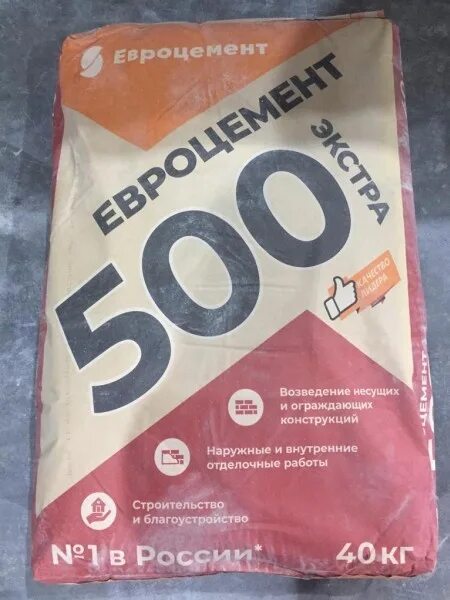 Евроцемент
ЕВРОЦЕМЕНТ
500
ЭКСТРА
КАЧЕСТВО
ЛИДЕРА
Возведение несущих
и ограждающих
конструкций
Наружные и внутренние
отделочные работы
Строительство
и благоустройство
№1 в России*
40 кг